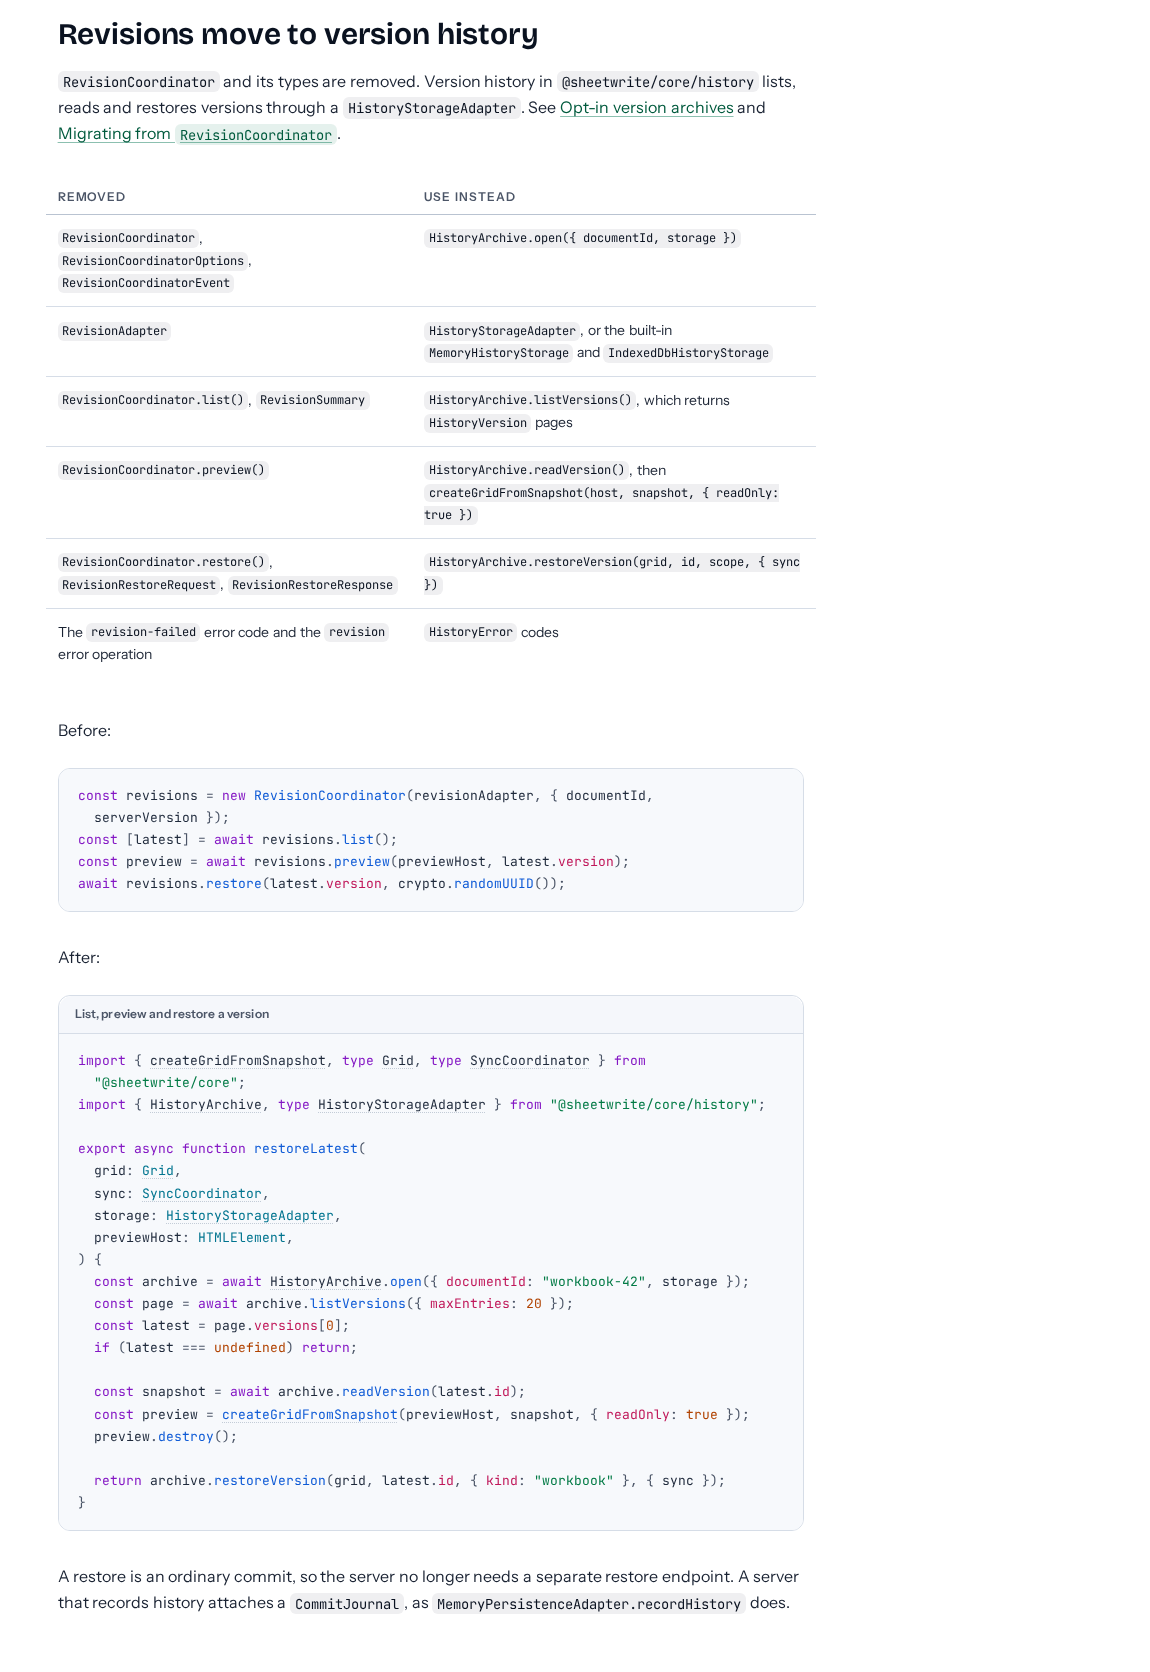 Revisions move to version history
RevisionCoordinator and its types are removed. Version history in @sheetwrite/core/history lists,
reads and restores versions through a HistoryStorageAdapter. See Opt-in version archives and
Migrating from RevisionCoordinator.
REMOVED USE INSTEAD
RevisionCoordinator, HistoryArchive.open({ documentId, storage })
RevisionCoordinatorOptions,
RevisionCoordinatorEvent
RevisionAdapter HistoryStorageAdapter, or the built-in
MemoryHistoryStorage and IndexedDbHistoryStorage
RevisionCoordinator.list(), RevisionSummary HistoryArchive.listVersions(), which returns
HistoryVersion pages
RevisionCoordinator.preview() HistoryArchive.readVersion(), then
createGridFromSnapshot(host, snapshot, { readOnly:
true })
RevisionCoordinator.restore(), HistoryArchive.restoreVersion(grid, id, scope, { sync
RevisionRestoreRequest, RevisionRestoreResponse })
The revision-failed error code and the revision HistoryError codes
error operation
Before:
const revisions = new RevisionCoordinator(revisionAdapter, { documentId,
  serverVersion });
const [latest] = await revisions.list();
const preview = await revisions.preview(previewHost, latest.version);
await revisions.restore(latest.version, crypto.randomUUID());
After:
List, preview and restore a version
import { createGridFromSnapshot, type Grid, type SyncCoordinator } from
  "@sheetwrite/core";
import { HistoryArchive, type HistoryStorageAdapter } from "@sheetwrite/core/history";
export async function restoreLatest(
  grid: Grid,
  sync: SyncCoordinator,
  storage: HistoryStorageAdapter,
  previewHost: HTMLElement,
) {
  const archive = await HistoryArchive.open({ documentId: "workbook-42", storage });
  const page = await archive.listVersions({ maxEntries: 20 });
  const latest = page.versions[0];
  if (latest === undefined) return;
  const snapshot = await archive.readVersion(latest.id);
  const preview = createGridFromSnapshot(previewHost, snapshot, { readOnly: true });
  preview.destroy();
  return archive.restoreVersion(grid, latest.id, { kind: "workbook" }, { sync });
}
A restore is an ordinary commit, so the server no longer needs a separate restore endpoint. A server
that records history attaches a CommitJournal, as MemoryPersistenceAdapter.recordHistory does.